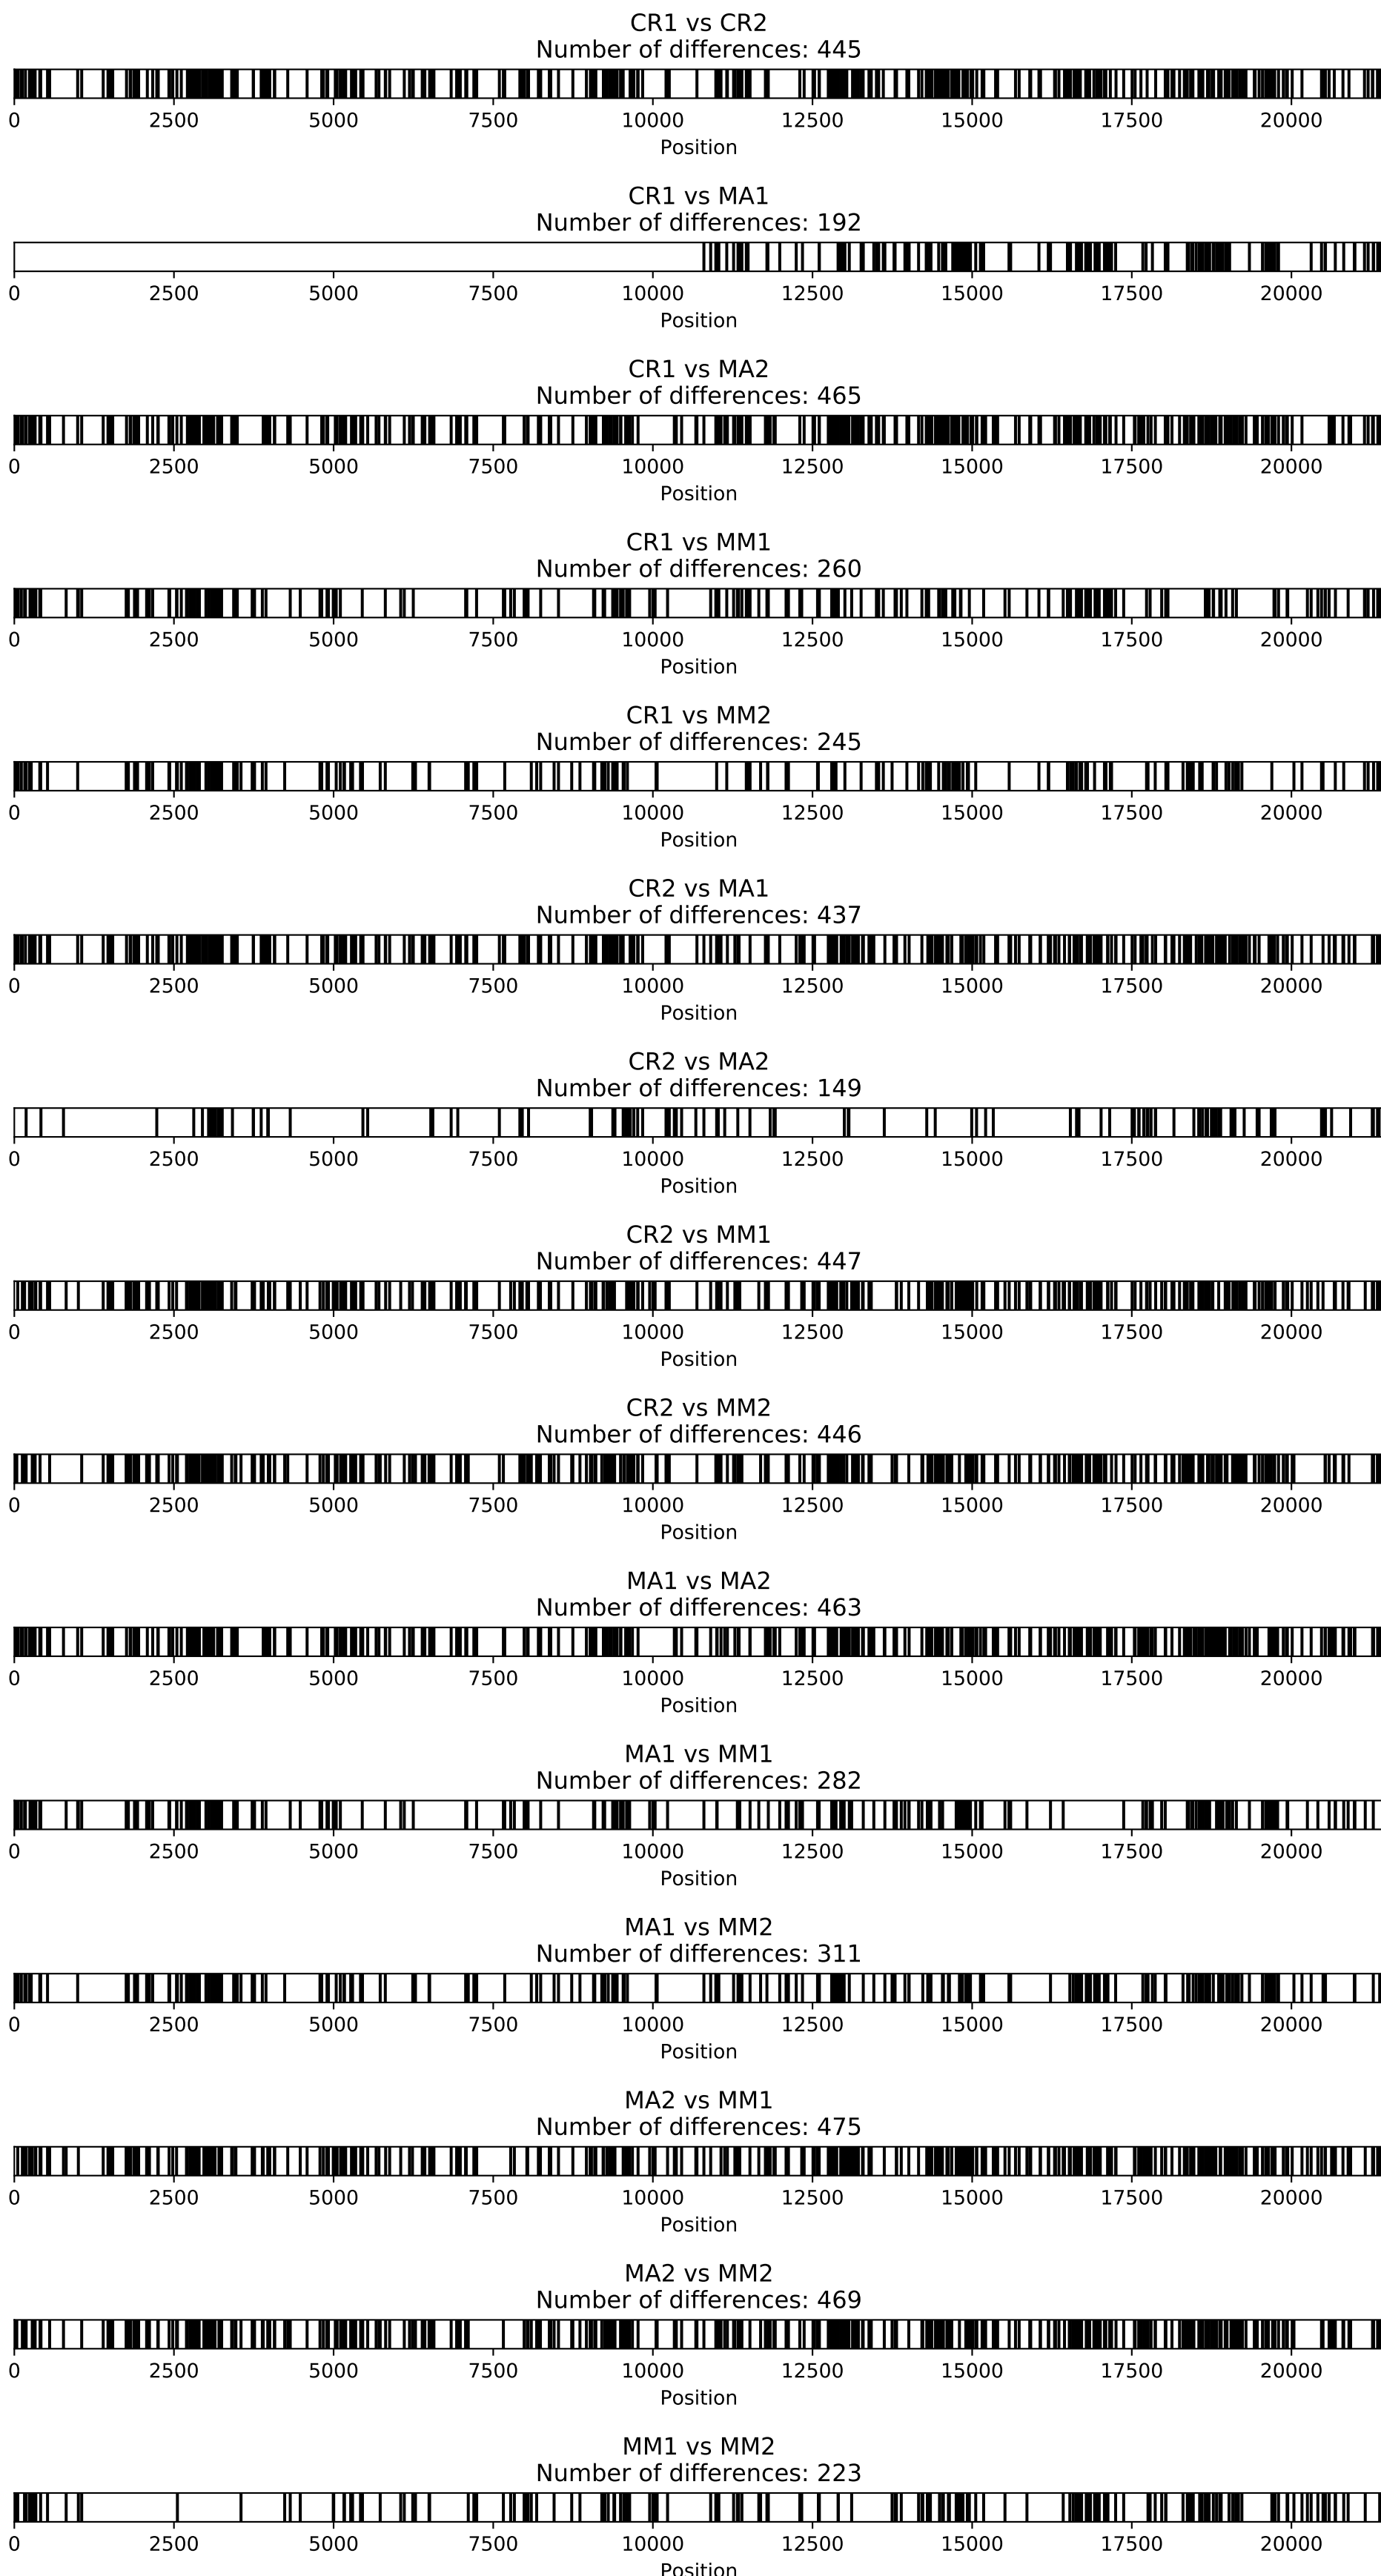 CR1 vs CR2
Number of differences: 445
0 2500 5000 7500 10000 12500 15000 17500 20000
Position
CR1 vs MA1
Number of differences: 192
0 2500 5000 7500 10000 12500 15000 17500 20000
Position
CR1 vs MA2
Number of differences: 465
0 2500 5000 7500 10000 12500 15000 17500 20000
Position
CR1 vs MM1
Number of differences: 260
0 2500 5000 7500 10000 12500 15000 17500 20000
Position
CR1 vs MM2
Number of differences: 245
0 2500 5000 7500 10000 12500 15000 17500 20000
Position
CR2 vs MA1
Number of differences: 437
0 2500 5000 7500 10000 12500 15000 17500 20000
Position
CR2 vs MA2
Number of differences: 149
0 2500 5000 7500 10000 12500 15000 17500 20000
Position
CR2 vs MM1
Number of differences: 447
0 2500 5000 7500 10000 12500 15000 17500 20000
Position
CR2 vs MM2
Number of differences: 446
0 2500 5000 7500 10000 12500 15000 17500 20000
Position
MA1 vs MA2
Number of differences: 463
0 2500 5000 7500 10000 12500 15000 17500 20000
Position
MA1 vs MM1
Number of differences: 282
0 2500 5000 7500 10000 12500 15000 17500 20000
Position
MA1 vs MM2
Number of differences: 311
0 2500 5000 7500 10000 12500 15000 17500 20000
Position
MA2 vs MM1
Number of differences: 475
0 2500 5000 7500 10000 12500 15000 17500 20000
Position
MA2 vs MM2
Number of differences: 469
0 2500 5000 7500 10000 12500 15000 17500 20000
Position
MM1 vs MM2
Number of differences: 223
0 2500 5000 7500 10000 12500 15000 17500 20000
Position